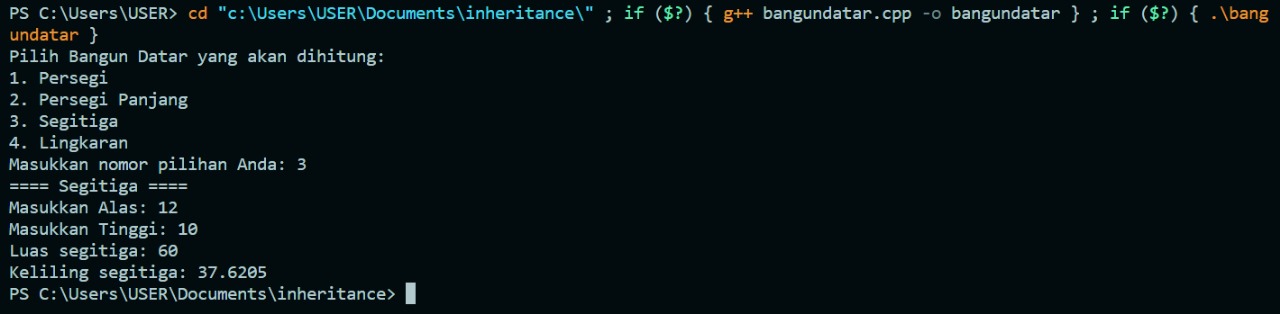 PS C:\Users\USER> cd "c:\Users\USER\Documents\inheritance\" ; if ($?) { g++ bangundatar.cpp -o bangundatar } ; if ($?) { .\bang
undatar }
Pilih Bangun Datar yang akan dihitung:
1. Persegi
2. Persegi Panjang
3. Segitiga
4. Lingkaran
Masukkan nomor pilihan Anda: 3
==== Segitiga ====
Masukkan Alas: 12
Masukkan Tinggi: 10
Luas segitiga: 60
Keliling segitiga: 37.6205
PS C:\Users\USER\Documents\inheritance>